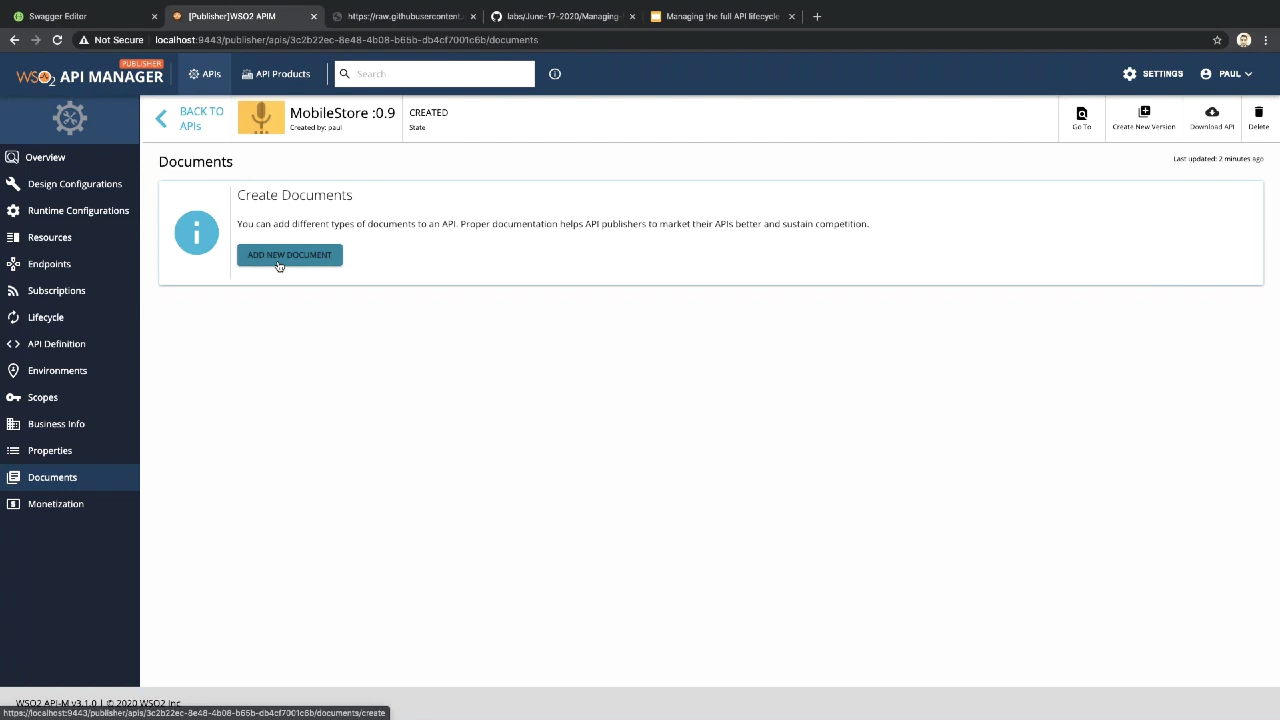 Swagger Editor
[Publisher]WSO2 APIM
https://raw.githubusercontent.
labs/June-17-2020/Managing-
Managing the full API lifecycle
Not Secure
localhost:9443/publisher/apis/3c2b22ec-8e48-4b08-b65b-db4cf7001c6b/documents
WSO2 API MANAGER
PUBLISHER
APIs
API Products
Search
SETTINGS
PAUL
BACK TO
APIs
MobileStore :0.9
Created by: paul
CREATED
State
Go To
Create New Version
Download API
Delete
Overview
Design Configurations
Runtime Configurations
Resources
Endpoints
Subscriptions
Lifecycle
API Definition
Environments
Scopes
Business Info
Properties
Documents
Monetization
Documents
Last updated: 2 minutes ago
Create Documents
You can add different types of documents to an API. Proper documentation helps API publishers to market their APIs better and sustain competition.
ADD NEW DOCUMENT
WSO2 API-M v3.1.0 | © 2020 WSO2 Inc
https://localhost:9443/publisher/apis/3c2b22ec-8e48-4b08-b65b-db4cf7001c6b/documents/create